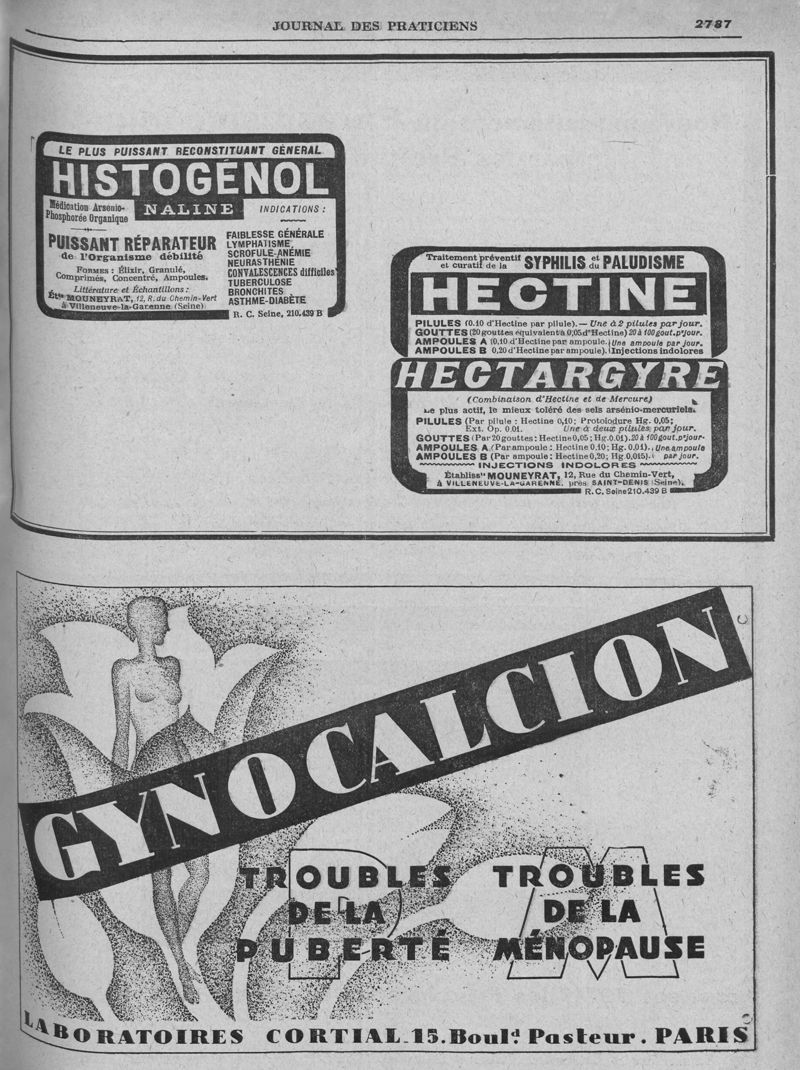 JOURNAL DES PRATICIENS
2787
LE PLUS PUISSANT RECONSTITUANT GÉNÉRAL
HISTOGÉNOL
Médication Arsenio-
Phosphorée Organique
NALINE
INDICATIONS :
PUISSANT RÉPARATEUR
de l'Organisme débilité
FORMES : Élixir, Granulé,
Comprimés, Concentré, Ampoules.
Littérature et Échantillons :
Éts MOUNEYRAT, 12, R. du Chemin-Vert
à Villeneuve-la-Garenne (Seine)
FAIBLESSE GÉNÉRALE
LYMPHATISME
SCROFULE-ANÉMIE
NEURASTHÉNIE
CONVALESCENCES difficiles
TUBERCULOSE
BRONCHITES
ASTHME-DIABÈTE
R. C. Seine, 210.439 B
Traitement préventif et curatif de la SYPHILIS et du PALUDISME
HECTINE
PILULES (0.10 d'Hectine par pilule). — Une à 2 pilules par jour.
GOUTTES (20 gouttes équivalent à 0,05 d'Hectine) 20 à 100 gout. p' jour.
AMPOULES A (0,10 d'Hectine par ampoule). Une ampoule par jour.
AMPOULES B 0,20 d'Hectine par ampoule). Injections indolores
HECTARGYRE
(Combinaison d'Hectine et de Mercure)
Le plus actif, le mieux toléré des sels arsénio-mercuriels.
PILULES (Par pilule : Hectine 0,10; Protoiodure Hg. 0,05;
Ext. Op. 0.01. Une à deux pilules par jour.
GOUTTES (Par 20 gouttes: Hectine 0,05; Hg. 0.01). 20 à 100 gout. p' jour.
AMPOULES A (Par ampoule: Hectine 0.10; Hg. 0,01). Une ampoule
AMPOULES B (Par ampoule: Hectine 0,20; Hg. 0,015). par jour.
INJECTIONS INDOLORES
Établiss ts MOUNEYRAT, 12, Rue du Chemin-Vert,
à VILLENEUVE-LA-GARENNE, près SAINT-DENIS (Seine).
R. C. Seine 210.439 B
GYNOCALCION
TROUBLES
DE LA
PUBERTÉ
P
TROUBLES
DE LA
MÉNOPAUSE
M
LABORATOIRES CORTIAL. 15. Boul d. Pasteur. PARIS